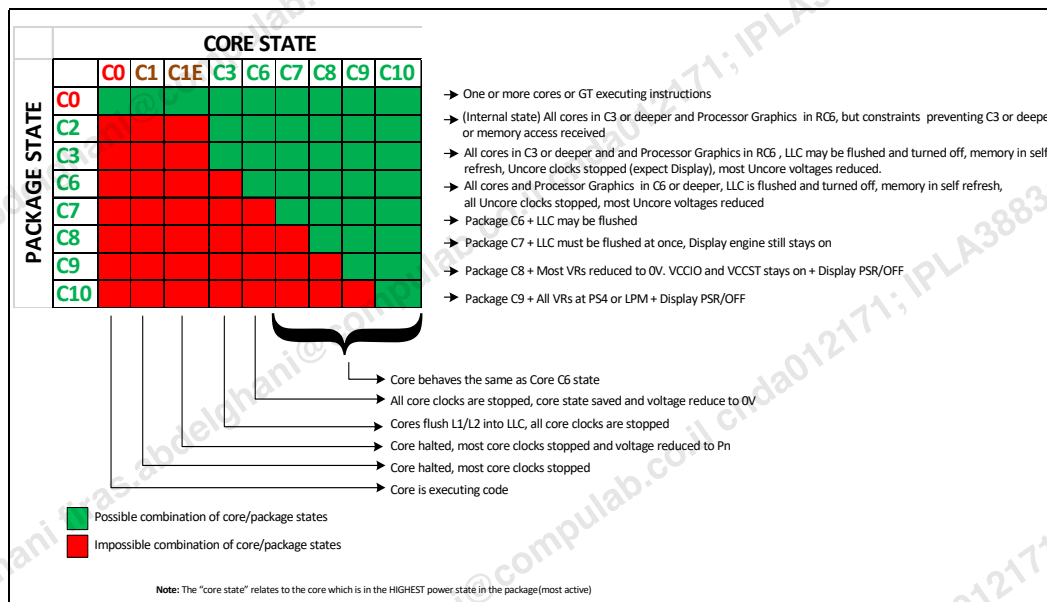 CORE STATE
C0 C1 C1E C3 C6 C7 C8 C9 C10
PACKAGE STATE
C0
C2
C3
C6
C7
C8
C9
C10
One or more cores or GT executing instructions
(Internal state) All cores in C3 or deeper and Processor Graphics in RC6, but constraints preventing C3 or deepe
or memory access received
All cores in C3 or deeper and and Processor Graphics in RC6 , LLC may be flushed and turned off, memory in self
refresh, Uncore clocks stopped (expect Display), most Uncore voltages reduced.
All cores and Processor Graphics in C6 or deeper, LLC is flushed and turned off, memory in self refresh,
all Uncore clocks stopped, most Uncore voltages reduced
Package C6 + LLC may be flushed
Package C7 + LLC must be flushed at once, Display engine still stays on
Package C8 + Most VRs reduced to 0V. VCCIO and VCCST stays on + Display PSR/OFF
Package C9 + All VRs at PS4 or LPM + Display PSR/OFF
Core behaves the same as Core C6 state
All core clocks are stopped, core state saved and voltage reduce to 0V
Cores flush L1/L2 into LLC, all core clocks are stopped
Core halted, most core clocks stopped and voltage reduced to Pn
Core halted, most core clocks stopped
Core is executing code
Possible combination of core/package states
Impossible combination of core/package states
Note: The "core state" relates to the core which is in the HIGHEST power state in the package(most active)